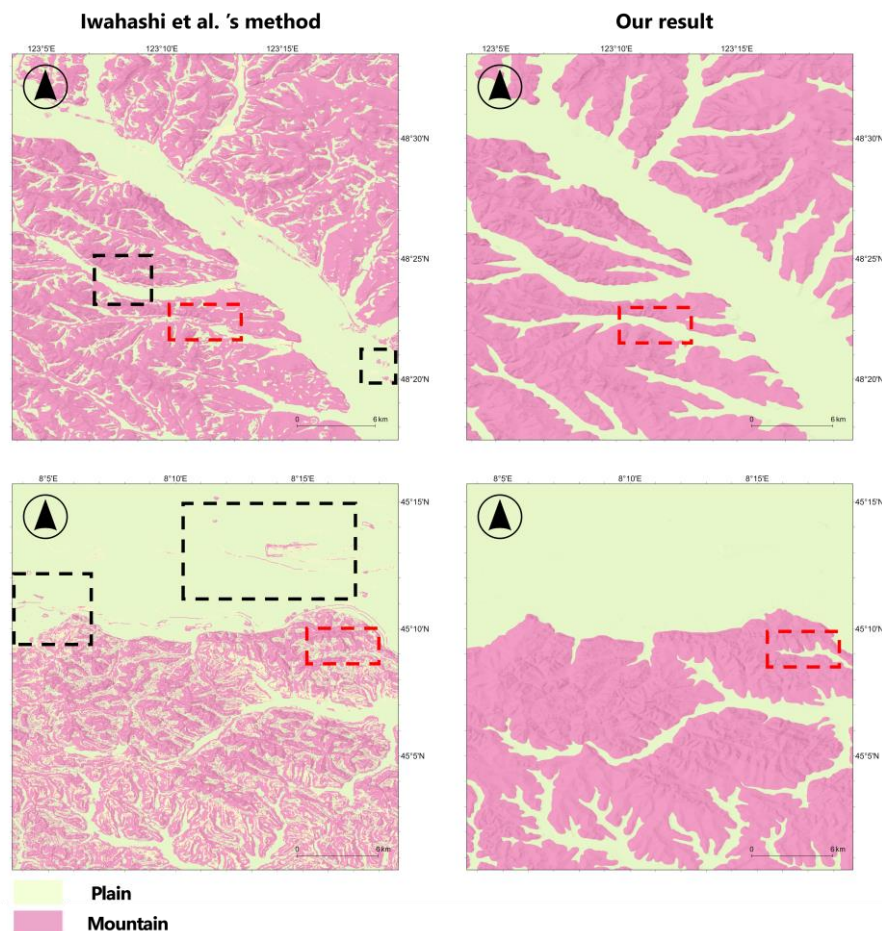 Iwahashi et al. ´s method
Our result
123°5'E 123°10'E 123°15'E
123°5'E 123°10'E 123°15'E
48°30'N
48°30'N
48°25'N
48°25'N
48°20'N
48°20'N
0 6 km
0 6 km
8°5'E 8°10'E 8°15'E
8°5'E 8°10'E 8°15'E
45°15'N
45°15'N
45°10'N
45°10'N
45°5'N
45°5'N
0 6 km
0 6 km
Plain
Mountain